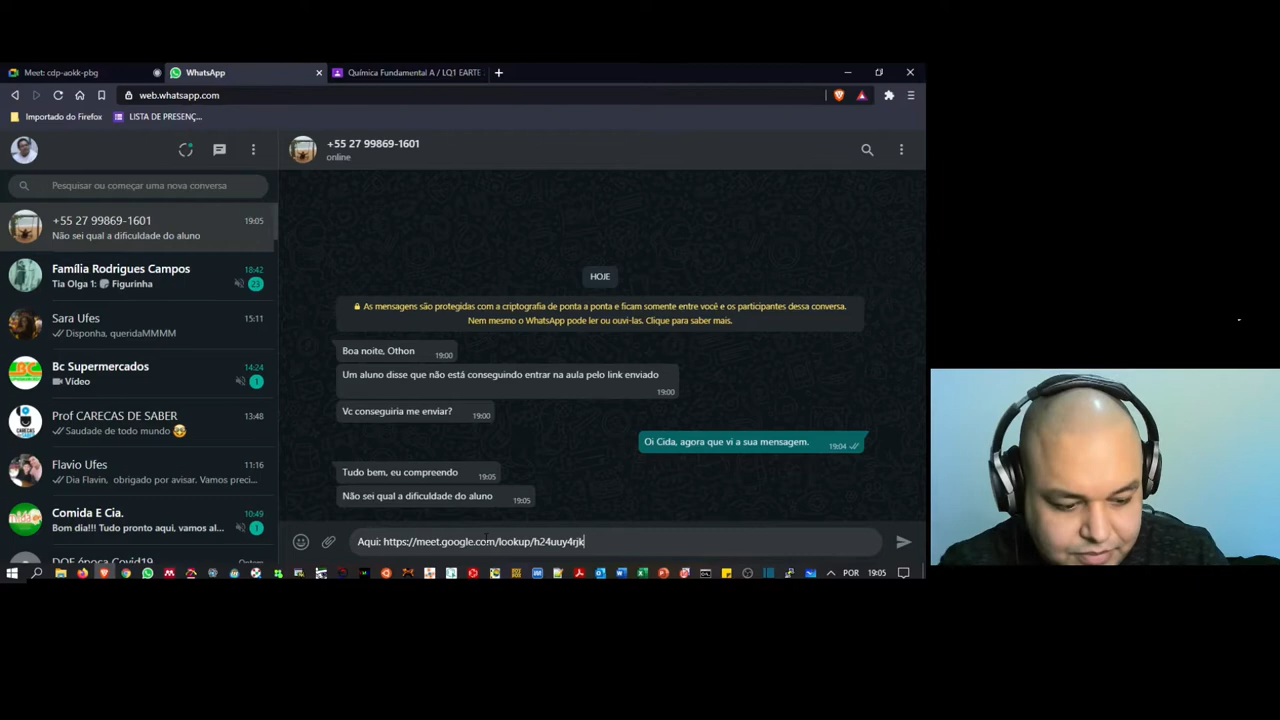 Meet: cdp-aokk-pbg
WhatsApp
Química Fundamental A / LQ1 EARTE
web.whatsapp.com
Importado do Firefox
LISTA DE PRESENÇ...
+55 27 99869-1601
online
Pesquisar ou começar uma nova conversa
+55 27 99869-1601
19:05
Não sei qual a dificuldade do aluno
Família Rodrigues Campos
18:42
Tia Olga 1: Figurinha
23
Sara Ufes
15:11
Disponha, queridaMMMM
Bc Supermercados
14:24
Vídeo
1
Prof CARECAS DE SABER
13:48
Saudade de todo mundo
Flavio Ufes
11:16
Dia Flavin, obrigado por avisar. Vamos preci...
Comida E Cia.
10:49
Bom dia!!! Tudo pronto aqui, vamos al...
1
HOJE
As mensagens são protegidas com a criptografia de ponta a ponta e ficam somente entre você e os participantes dessa conversa.
Nem mesmo o WhatsApp pode ler ou ouvi-las. Clique para saber mais.
Boa noite, Othon
19:00
Um aluno disse que não está conseguindo entrar na aula pelo link enviado
19:00
Vc conseguiria me enviar?
19:00
Oi Cida, agora que vi a sua mensagem.
19:04
Tudo bem, eu compreendo
19:05
Não sei qual a dificuldade do aluno
19:05
Aqui: https://meet.google.com/lookup/h24uuy4rjk
POR
19:05